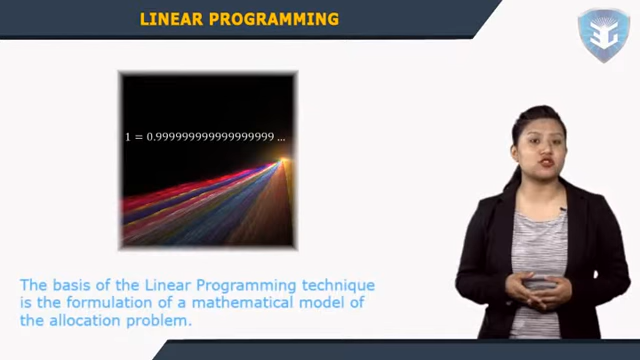 LINEAR PROGRAMMING
1 = 0.9999999999999999999 ...
The basis of the Linear Programming technique
is the formulation of a mathematical model of
the allocation problem.